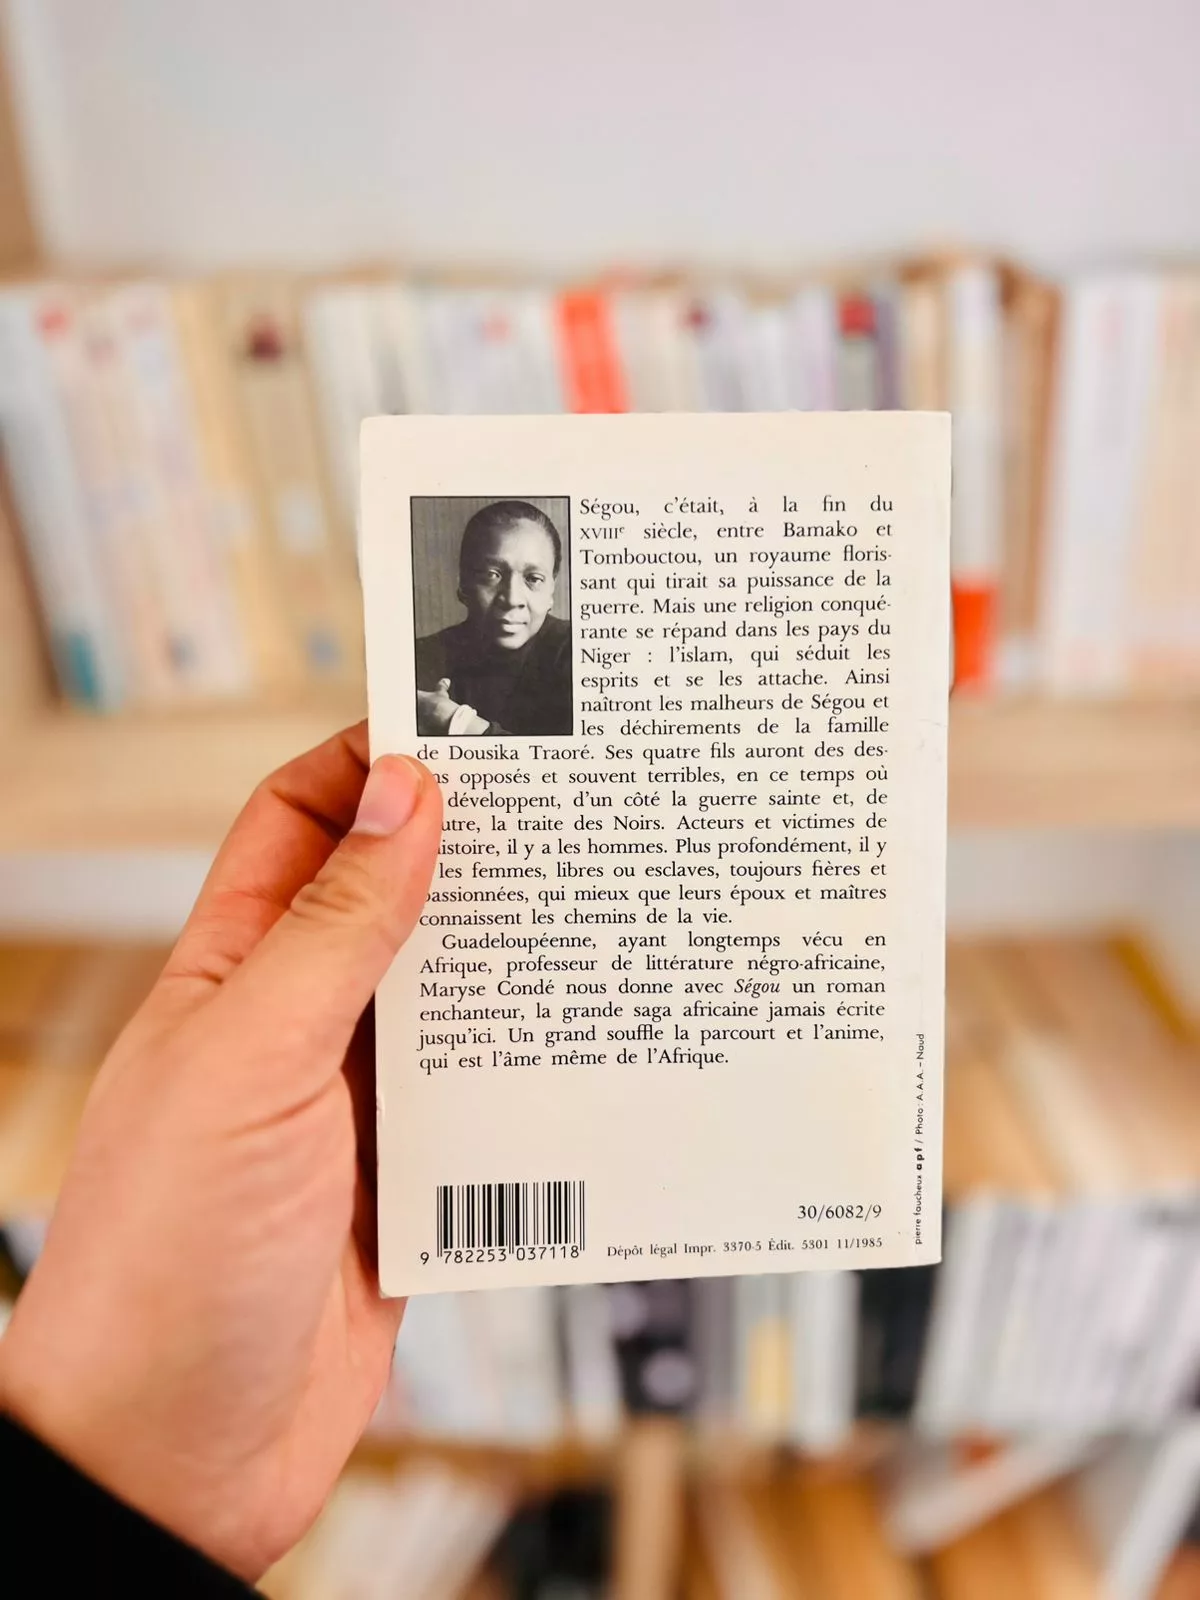 Ségou, c'était, à la fin du
XVIIIe siècle, entre Bamako et
Tombouctou, un royaume floris-
sant qui tirait sa puissance de la
guerre. Mais une religion conqué-
rante se répand dans les pays du
Niger : l'islam, qui séduit les
esprits et se les attache. Ainsi
naîtront les malheurs de Ségou et
les déchirements de la famille
de Dousika Traoré. Ses quatre fils auront des des-
opposés et souvent terribles, en ce temps où
développent, d'un côté la guerre sainte et, de
la traite des Noirs. Acteurs et victimes de
il y a les hommes. Plus profondément, il y
les femmes, libres ou esclaves, toujours fières et
passionnées, qui mieux que leurs époux et maîtres
connaissent les chemins de la vie.
Guadeloupéenne, ayant longtemps vécu en
Afrique, professeur de littérature négro-africaine,
Maryse Condé nous donne avec Ségou un roman
enchanteur, la grande saga africaine jamais écrite
jusqu'ici. Un grand souffle la parcourt et l'anime,
qui est l'âme même de l'Afrique.
pierre faucheux apf / Photo : A.A.A. – Naud
30/6082/9
9 782253 037118
Dépôt légal Impr. 3370-5 Édit. 5301 11/1985